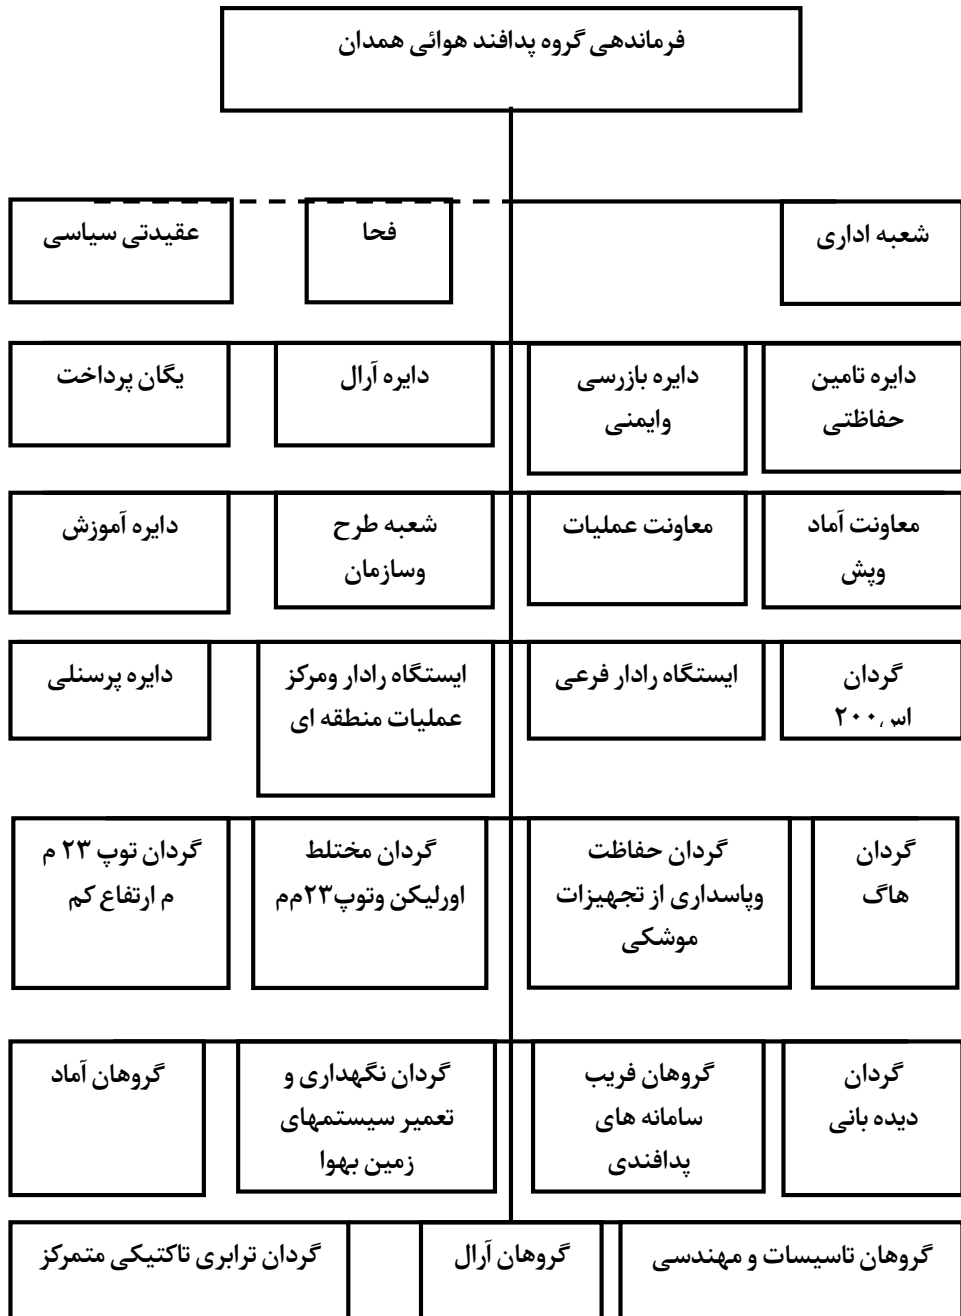 فرماندهی گروه پدافند هوائی همدان
شعبه اداری
فحا
عقیدتی سیاسی
دایره تامین
حفاظتی
دایره بازرسی
وایمنی
دایره آرال
یگان پرداخت
معاونت آماد
وپش
معاونت عملیات
شعبه طرح
وسازمان
دایره آموزش
گردان
اس۲۰۰
ایستگاه رادار فرعی
ایستگاه رادار ومرکز
عملیات منطقه ای
دایره پرسنلی
گردان
هاگ
گردان حفاظت
وپاسداری از تجهیزات
موشکی
گردان مختلط
اورلیکن وتوپ۲۳مم
گردان توپ ۲۳ م
م ارتفاع کم
گردان
دیده بانی
گروهان فریب
سامانه های
پدافندی
گردان نگهداری و
تعمیر سیستمهای
زمین بهوا
گروهان آماد
گروهان تاسیسات و مهندسی
گروهان آرال
گردان ترابری تاکتیکی متمرکز